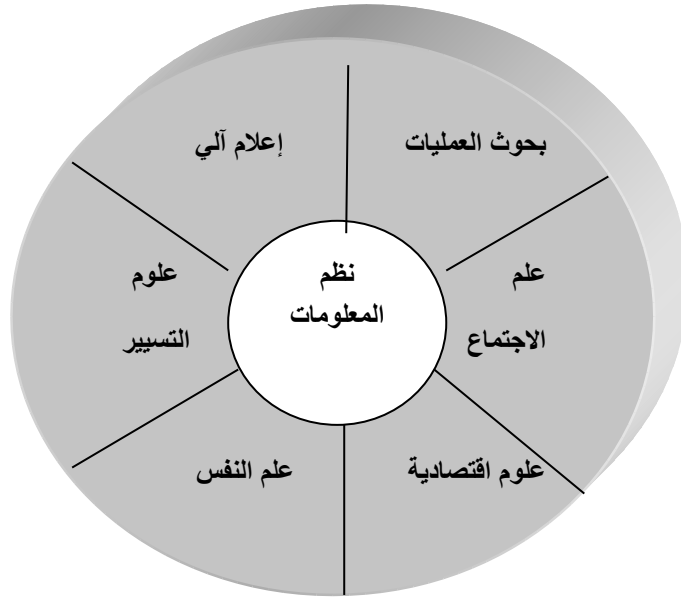 بحوث العمليات
إعلام آلي
علم
الاجتماع
نظم
المعلومات
علوم
التسيير
علوم اقتصادية
علم النفس